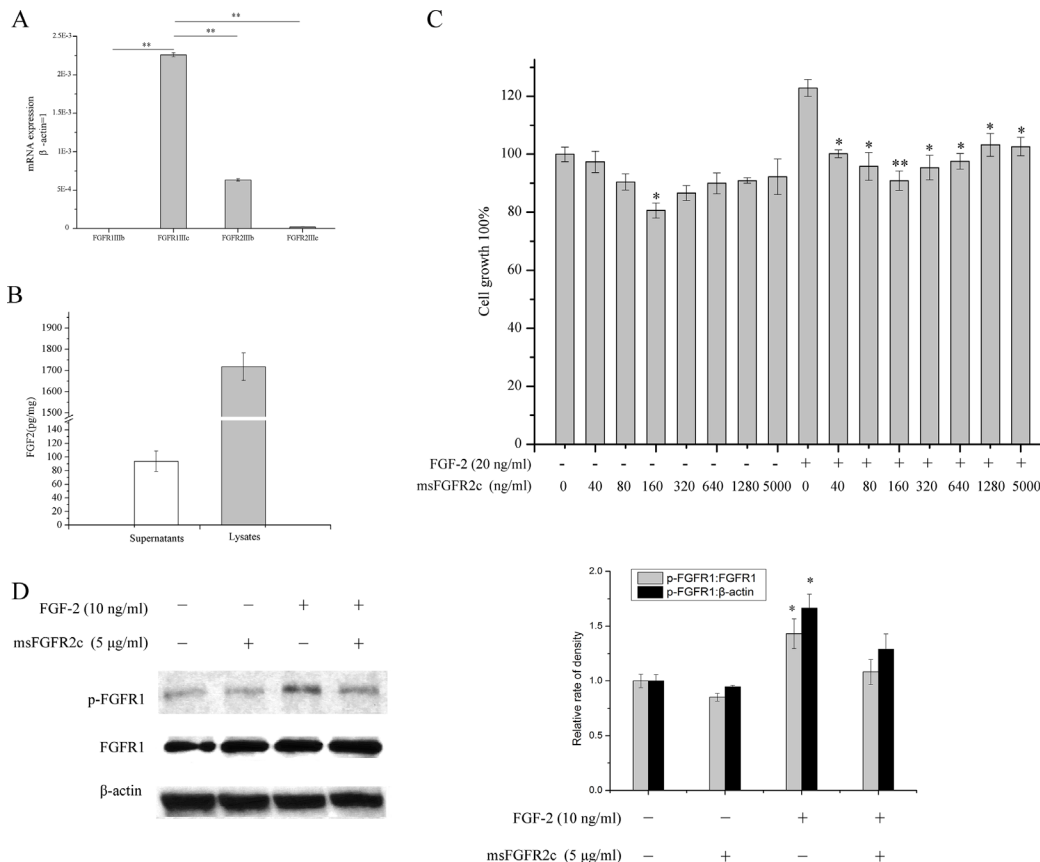 A
**
**
**
2.5E-3
2E-3
1.5E-3
1E-3
5E-4
0
mRNA expression
β -actin=1
FGFR1IIIb FGFR1IIIc FGFR2IIIb FGFR2IIIc
B
1900
1800
1700
1600
1500
140
120
100
80
60
40
20
0
FGF2(pg/mg)
Supernatants Lysates
C
120
100
80
60
40
20
0
Cell growth 100%
* * * ** * * * *
FGF-2 (20 ng/ml) - - - - - - - - + + + + + + + +
msFGFR2c (ng/ml) 0 40 80 160 320 640 1280 5000 0 40 80 160 320 640 1280 5000
D
FGF-2 (10 ng/ml) − − + +
msFGFR2c (5 μg/ml) − + − +
p-FGFR1
FGFR1
β-actin
p-FGFR1:FGFR1
p-FGFR1:β-actin
* *
2.0
1.5
1.0
0.5
0.0
Relative rate of density
FGF-2 (10 ng/ml) − − + +
msFGFR2c (5 μg/ml) − + − +